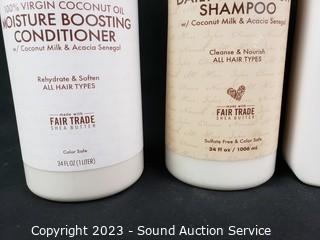 100% VIRGIN COCONUT OIL
MOISTURE BOOSTING
CONDITIONER
w/ Coconut Milk & Acacia Senegal
Rehydrate & Soften
ALL HAIR TYPES
made with
FAIR TRADE
SHEA BUTTER
Color Safe
34 FL OZ (1 LITER)
SHAMPOO
w/ Coconut Milk & Acacia Senegal
Cleanse & Nourish
ALL HAIR TYPES
made with
FAIR TRADE
SHEA BUTTER
Sulfate Free & Color Safe
34 fl oz / 1006 ml
Copyright 2023 - Sound Auction Service